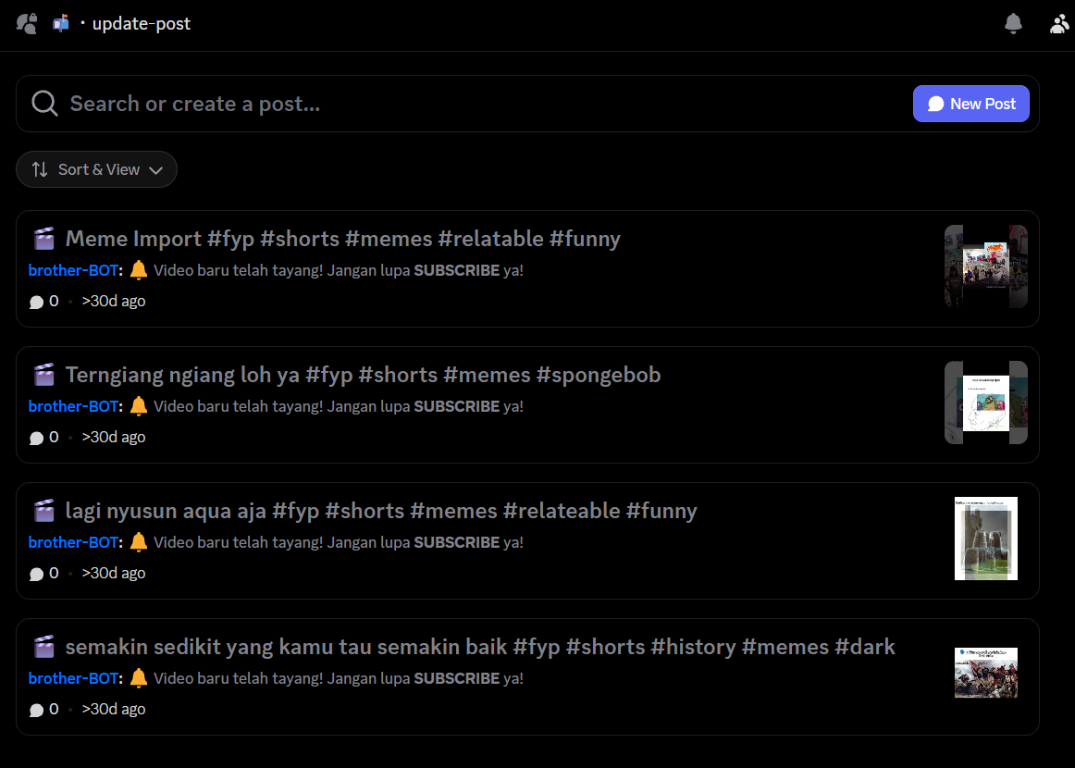 update-post
Search or create a post...
New Post
Sort & View
Meme Import #fyp #shorts #memes #relatable #funny
brother-BOT: 🔔 Video baru telah tayang! Jangan lupa SUBSCRIBE ya!
0 · >30d ago
Terngiang ngiang loh ya #fyp #shorts #memes #spongebob
brother-BOT: 🔔 Video baru telah tayang! Jangan lupa SUBSCRIBE ya!
0 · >30d ago
lagi nyusun aqua aja #fyp #shorts #memes #relateable #funny
brother-BOT: 🔔 Video baru telah tayang! Jangan lupa SUBSCRIBE ya!
0 · >30d ago
semakin sedikit yang kamu tau semakin baik #fyp #shorts #history #memes #dark
brother-BOT: 🔔 Video baru telah tayang! Jangan lupa SUBSCRIBE ya!
0 · >30d ago